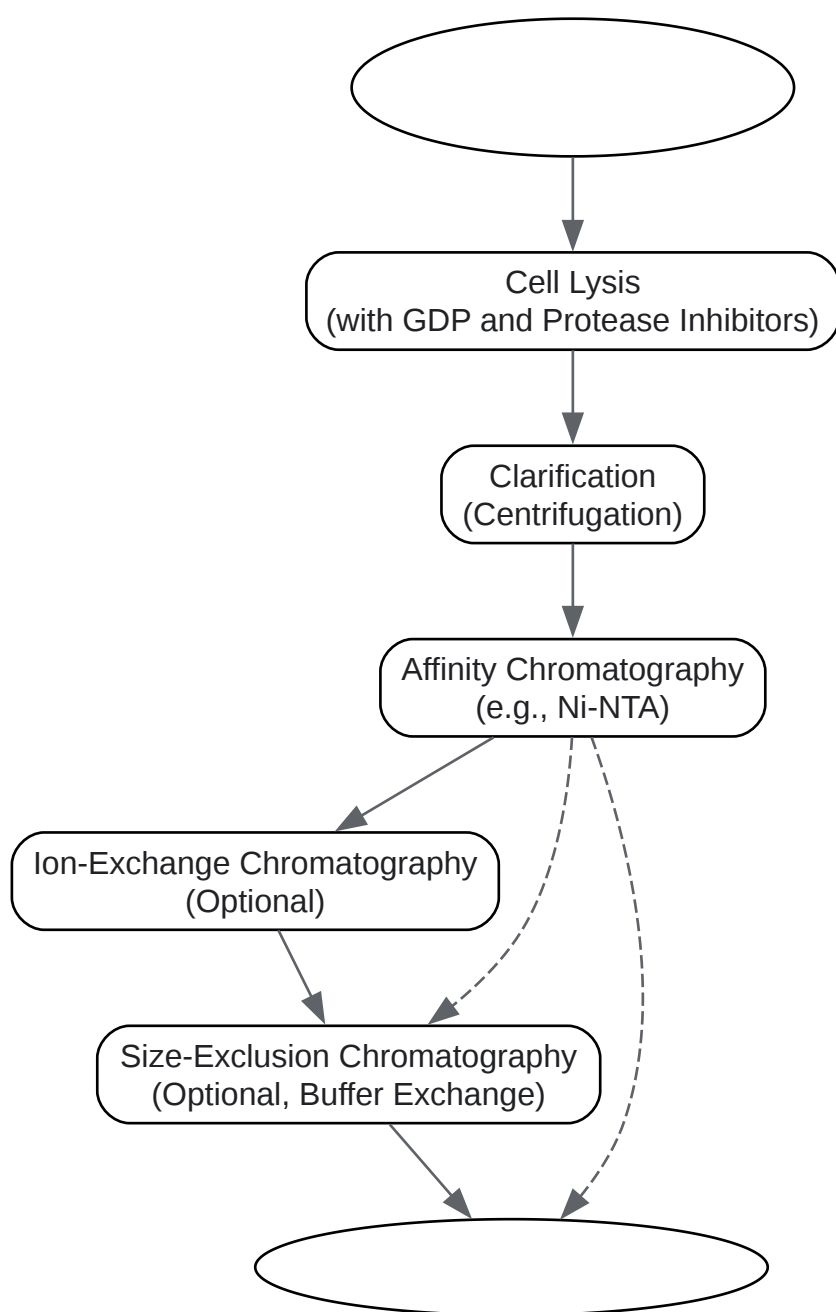 Cell Lysis
(with GDP and Protease Inhibitors)
Clarification
(Centrifugation)
Affinity Chromatography
(e.g., Ni-NTA)
Ion-Exchange Chromatography
(Optional)
Size-Exclusion Chromatography
(Optional, Buffer Exchange)